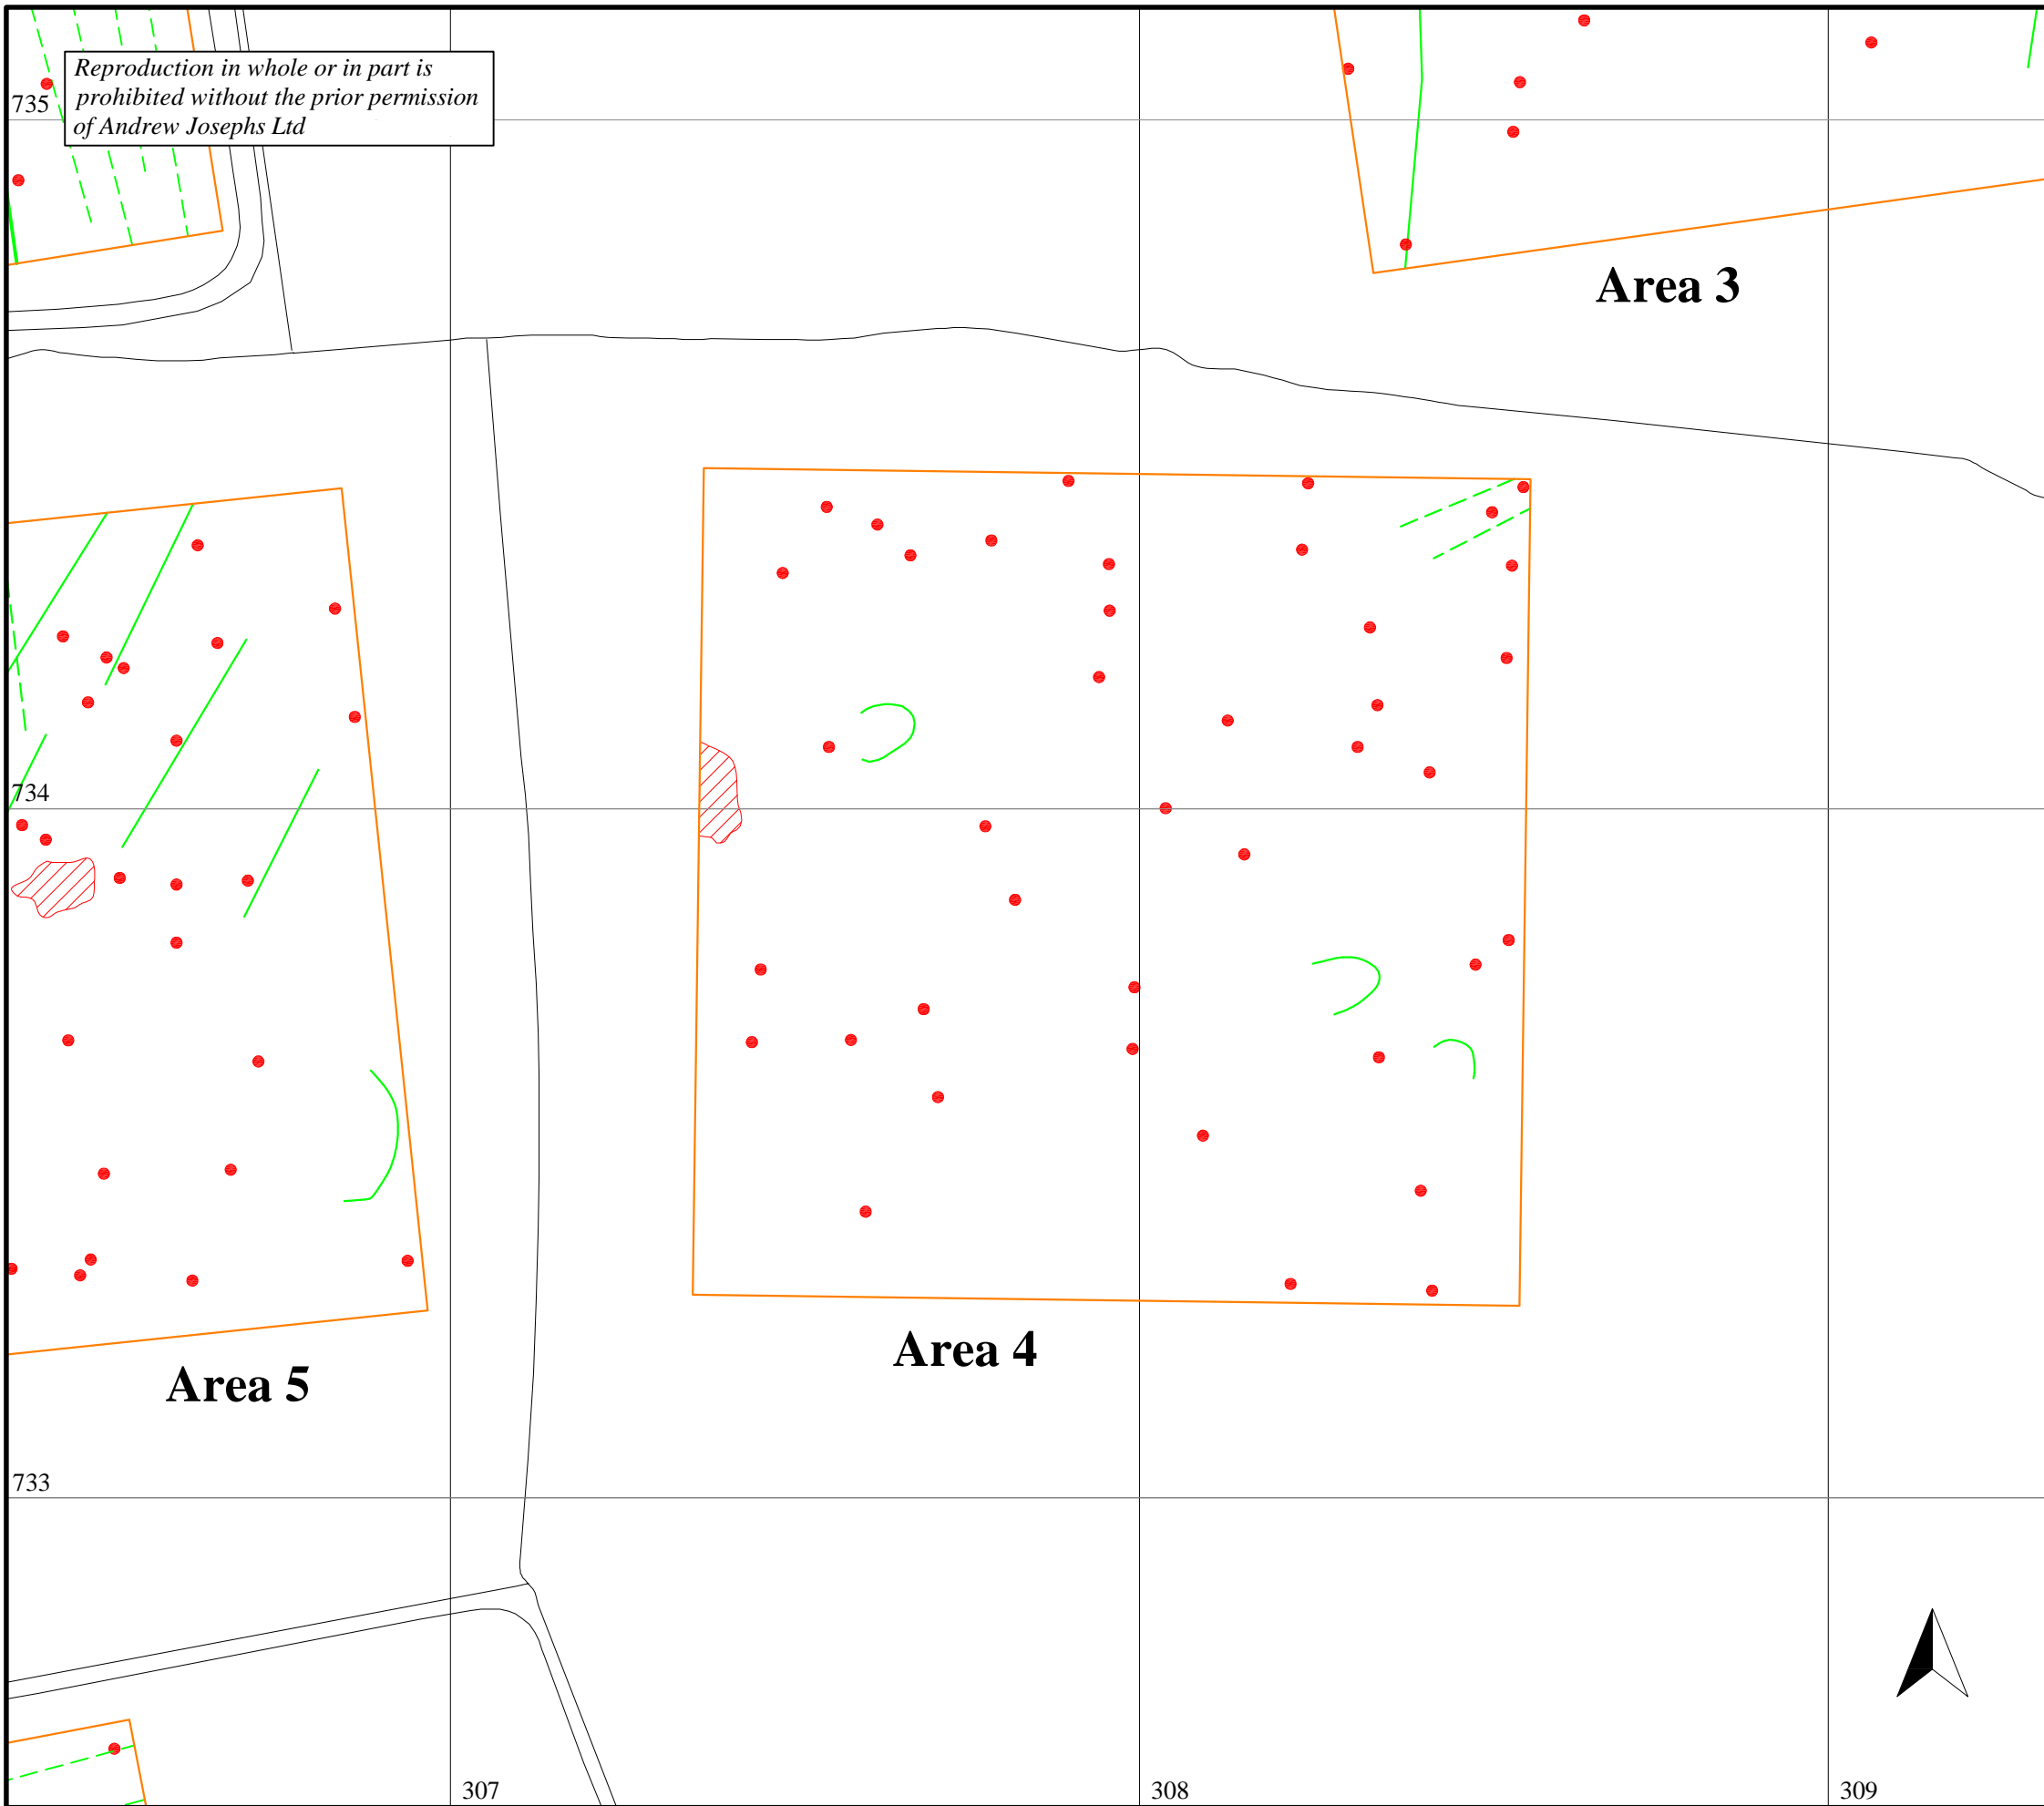 Reproduction in whole or in part is
prohibited without the prior permission
of Andrew Josephs Ltd
735
Area 3
734
Area 4
Area 5
733
307
308
309